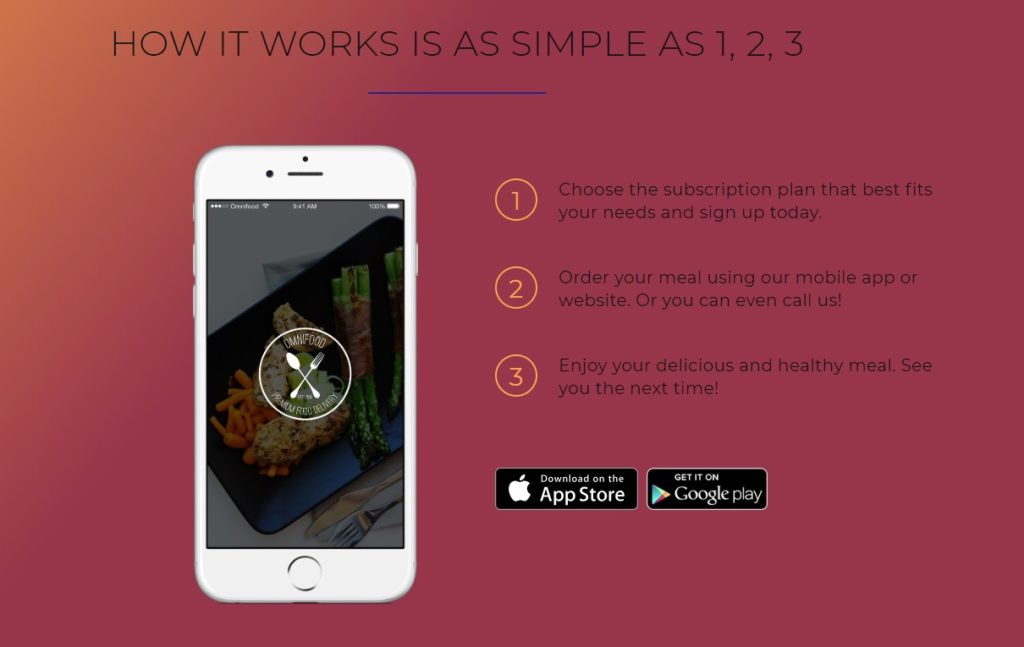 HOW IT WORKS IS AS SIMPLE AS 1, 2, 3
Omnifood
9:41 AM
100%
OMNIFOOD
PREMIUM FOOD DELIVERY
1
Choose the subscription plan that best fits
your needs and sign up today.
2
Order your meal using our mobile app or
website. Or you can even call us!
3
Enjoy your delicious and healthy meal. See
you the next time!
Download on the
App Store
GET IT ON
Google play